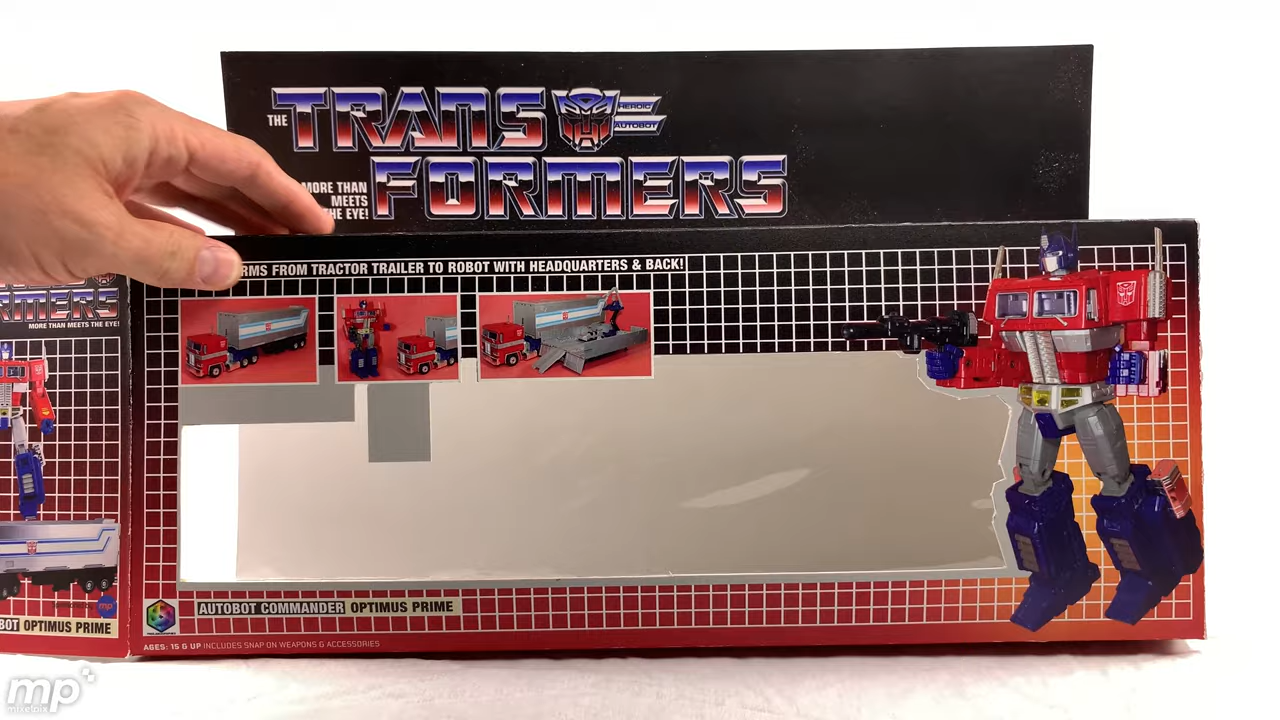 THE TRANS
HEROIC
AUTOBOT
FORMERS
MORE THAN
MEETS
THE EYE!
RMS FROM TRACTOR TRAILER TO ROBOT WITH HEADQUARTERS & BACK!
RMERS
MORE THAN MEETS THE EYE!
AUTOBOT COMMANDER OPTIMUS PRIME
BOT OPTIMUS PRIME
AGES: 15 & UP INCLUDES SNAP ON WEAPONS & ACCESSORIES
mp
mp